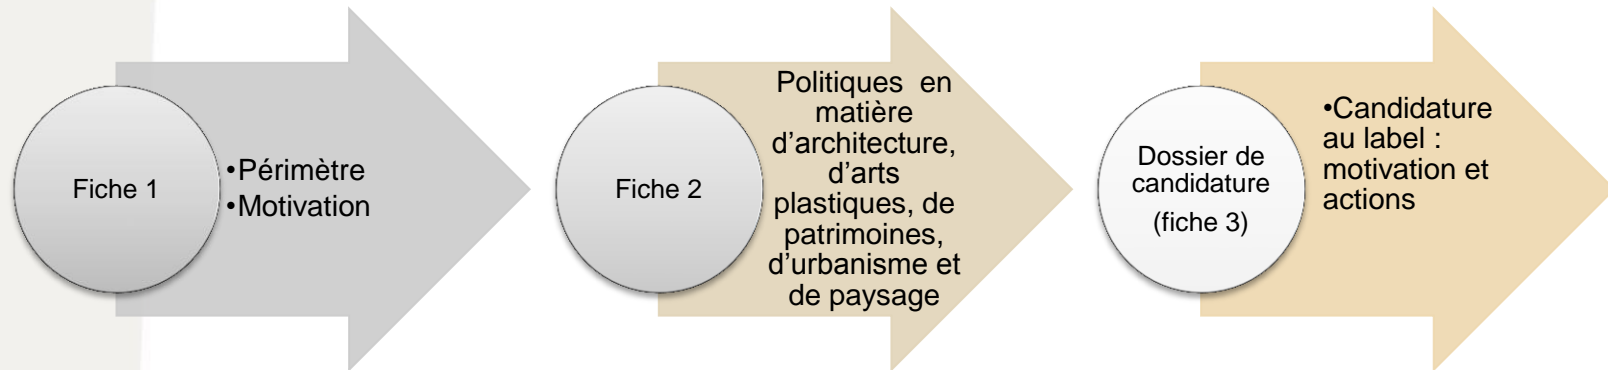 Fiche 1
•Périmètre
•Motivation
Fiche 2
Politiques en
matière
d’architecture,
d’arts
plastiques, de
patrimoines,
d’urbanisme et
de paysage
Dossier de
candidature
(fiche 3)
•Candidature
au label :
motivation et
actions